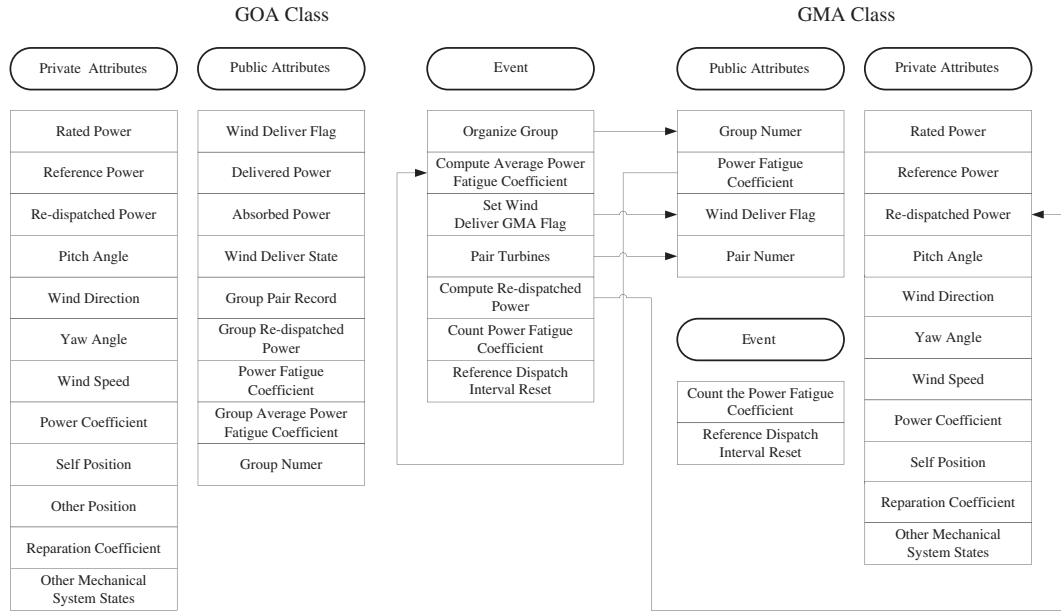 GOA Class
GMA Class
Private Attributes
Public Attributes
Event
Public Attributes
Private Attributes
Rated Power
Reference Power
Re-dispatched Power
Pitch Angle
Wind Direction
Yaw Angle
Wind Speed
Power Coefficient
Self Position
Other Position
Reparation Coefficient
Other Mechanical
System States
Wind Deliver Flag
Delivered Power
Absorbed Power
Wind Deliver State
Group Pair Record
Group Re-dispatched
Power
Power Fatigue
Coefficient
Group Average Power
Fatigue Coefficient
Group Numer
Organize Group
Compute Average Power
Fatigue Coefficient
Set Wind
Deliver GMA Flag
Pair Turbines
Compute Re-dispatched
Power
Count Power Fatigue
Coefficient
Reference Dispatch
Interval Reset
Group Numer
Power Fatigue
Coefficient
Wind Deliver Flag
Pair Numer
Event
Count the Power Fatigue
Coefficient
Reference Dispatch
Interval Reset
Rated Power
Reference Power
Re-dispatched Power
Pitch Angle
Wind Direction
Yaw Angle
Wind Speed
Power Coefficient
Self Position
Reparation Coefficient
Other Mechanical
System States